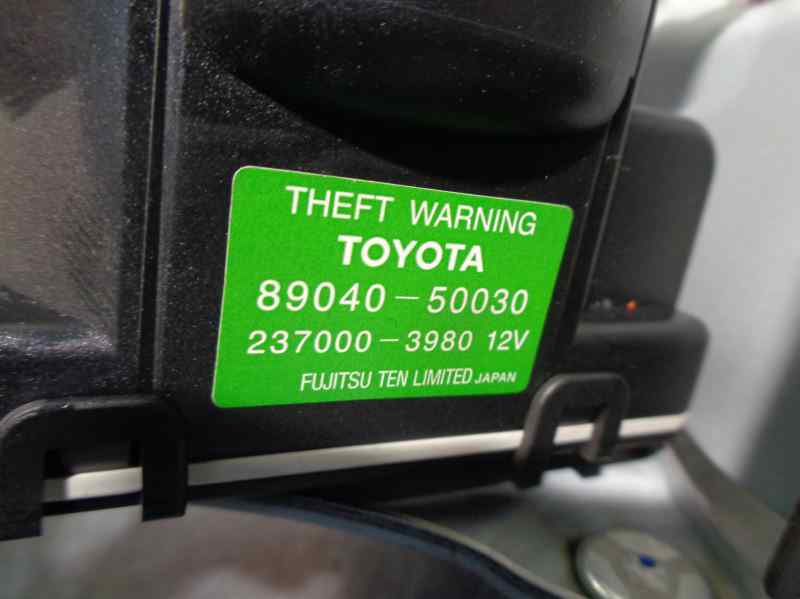 THEFT WARNING
TOYOTA
89040-50030
237000-3980 12V
FUJITSU TEN LIMITED JAPAN